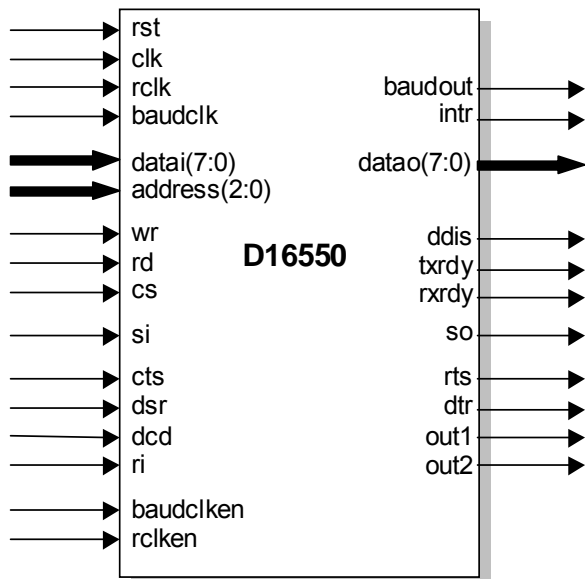 rst
clk
rclk
baudclk
datai(7:0)
address(2:0)
wr
rd
cs
si
cts
dsr
dcd
ri
baudclken
rclken
D16550
baudout
intr
datao(7:0)
ddis
txrdy
rxrdy
so
rts
dtr
out1
out2